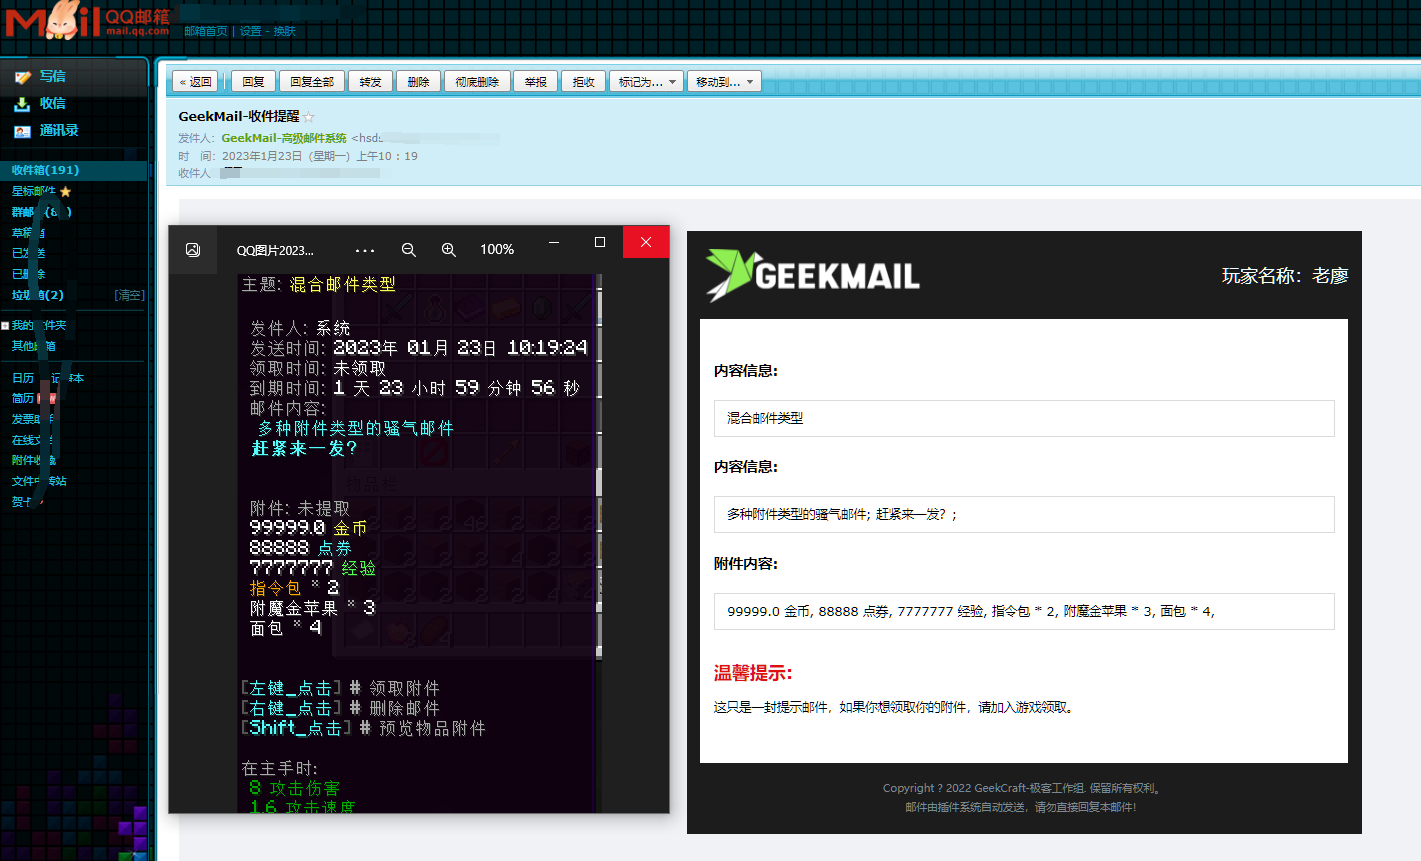 Mail QQ邮箱
mail.qq.com
邮箱首页 | 设置 - 换肤
写信
收信
通讯录
收件箱(191)
星标邮件
草稿箱
已发送
已删除
垃圾箱(2) [清空]
我的文件夹
其他邮箱
日历
简历
在线文档
附件收藏
文件中转站
贺卡
« 返回 回复 回复全部 转发 删除 彻底删除 举报 拒收 标记为... 移动到...
GeekMail-收件提醒
发件人：GeekMail-高级邮件系统 <hsds
时 间：2023年1月23日（星期一）上午10：19
收件人
QQ图片2023... ... 100%
主题: 混合邮件类型
发件人: 系统
发送时间: 2023年 01月 23日 10:19:24
领取时间: 未领取
到期时间: 1 天 23 小时 59 分钟 56 秒
邮件内容:
多种附件类型的骚气邮件
赶紧来一发?
物品栏
附件: 未提取
99999.0 金币
88888 点券
7777777 经验
指令包 * 2
附魔金苹果 * 3
面包 * 4
[左键_点击] # 领取附件
[右键_点击] # 删除邮件
[Shift_点击] # 预览物品附件
在主手时:
8 攻击伤害
1.6 攻击速度
GEEKMAIL
玩家名称：老廖
内容信息:
混合邮件类型
内容信息:
多种附件类型的骚气邮件; 赶紧来一发? ;
附件内容:
99999.0 金币, 88888 点券, 7777777 经验, 指令包 * 2, 附魔金苹果 * 3, 面包 * 4,
温馨提示:
这只是一封提示邮件，如果你想领取你的附件，请加入游戏领取。
Copyright ? 2022 GeekCraft-极客工作组. 保留所有权利。
邮件由插件系统自动发送，请勿直接回复本邮件！